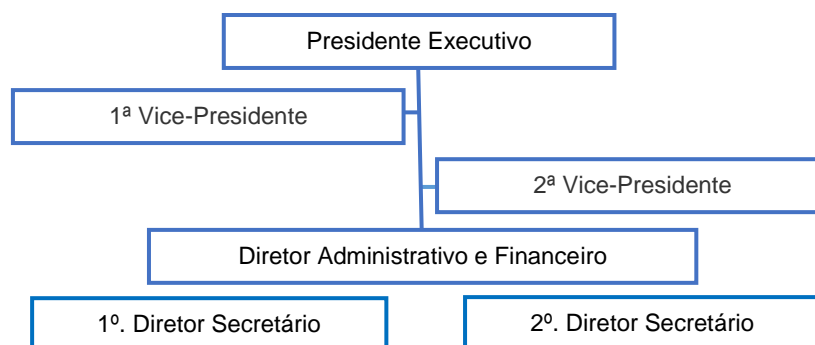 Presidente Executivo
1ª Vice-Presidente
2ª Vice-Presidente
Diretor Administrativo e Financeiro
1º. Diretor Secretário
2º. Diretor Secretário